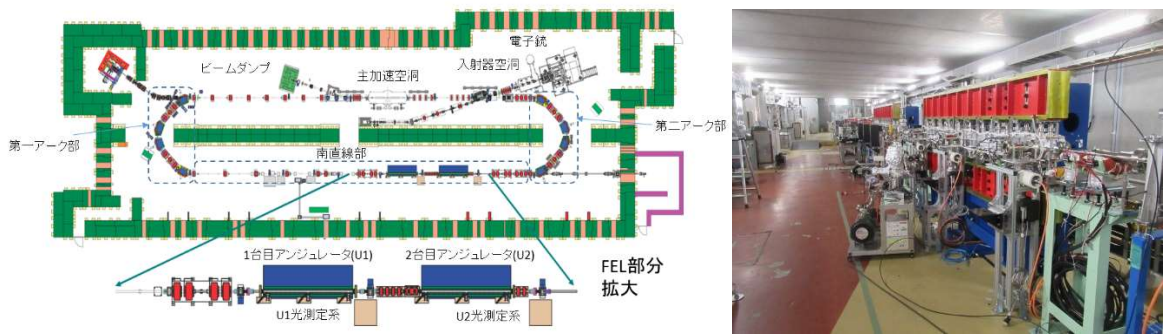 電子銃
ビームダンプ
主加速空洞
入射器空洞
第一アーク部
第二アーク部
南直線部
1台目アンジュレータ(U1)
2台目アンジュレータ(U2)
FEL部分
拡大
U1光測定系
U2光測定系